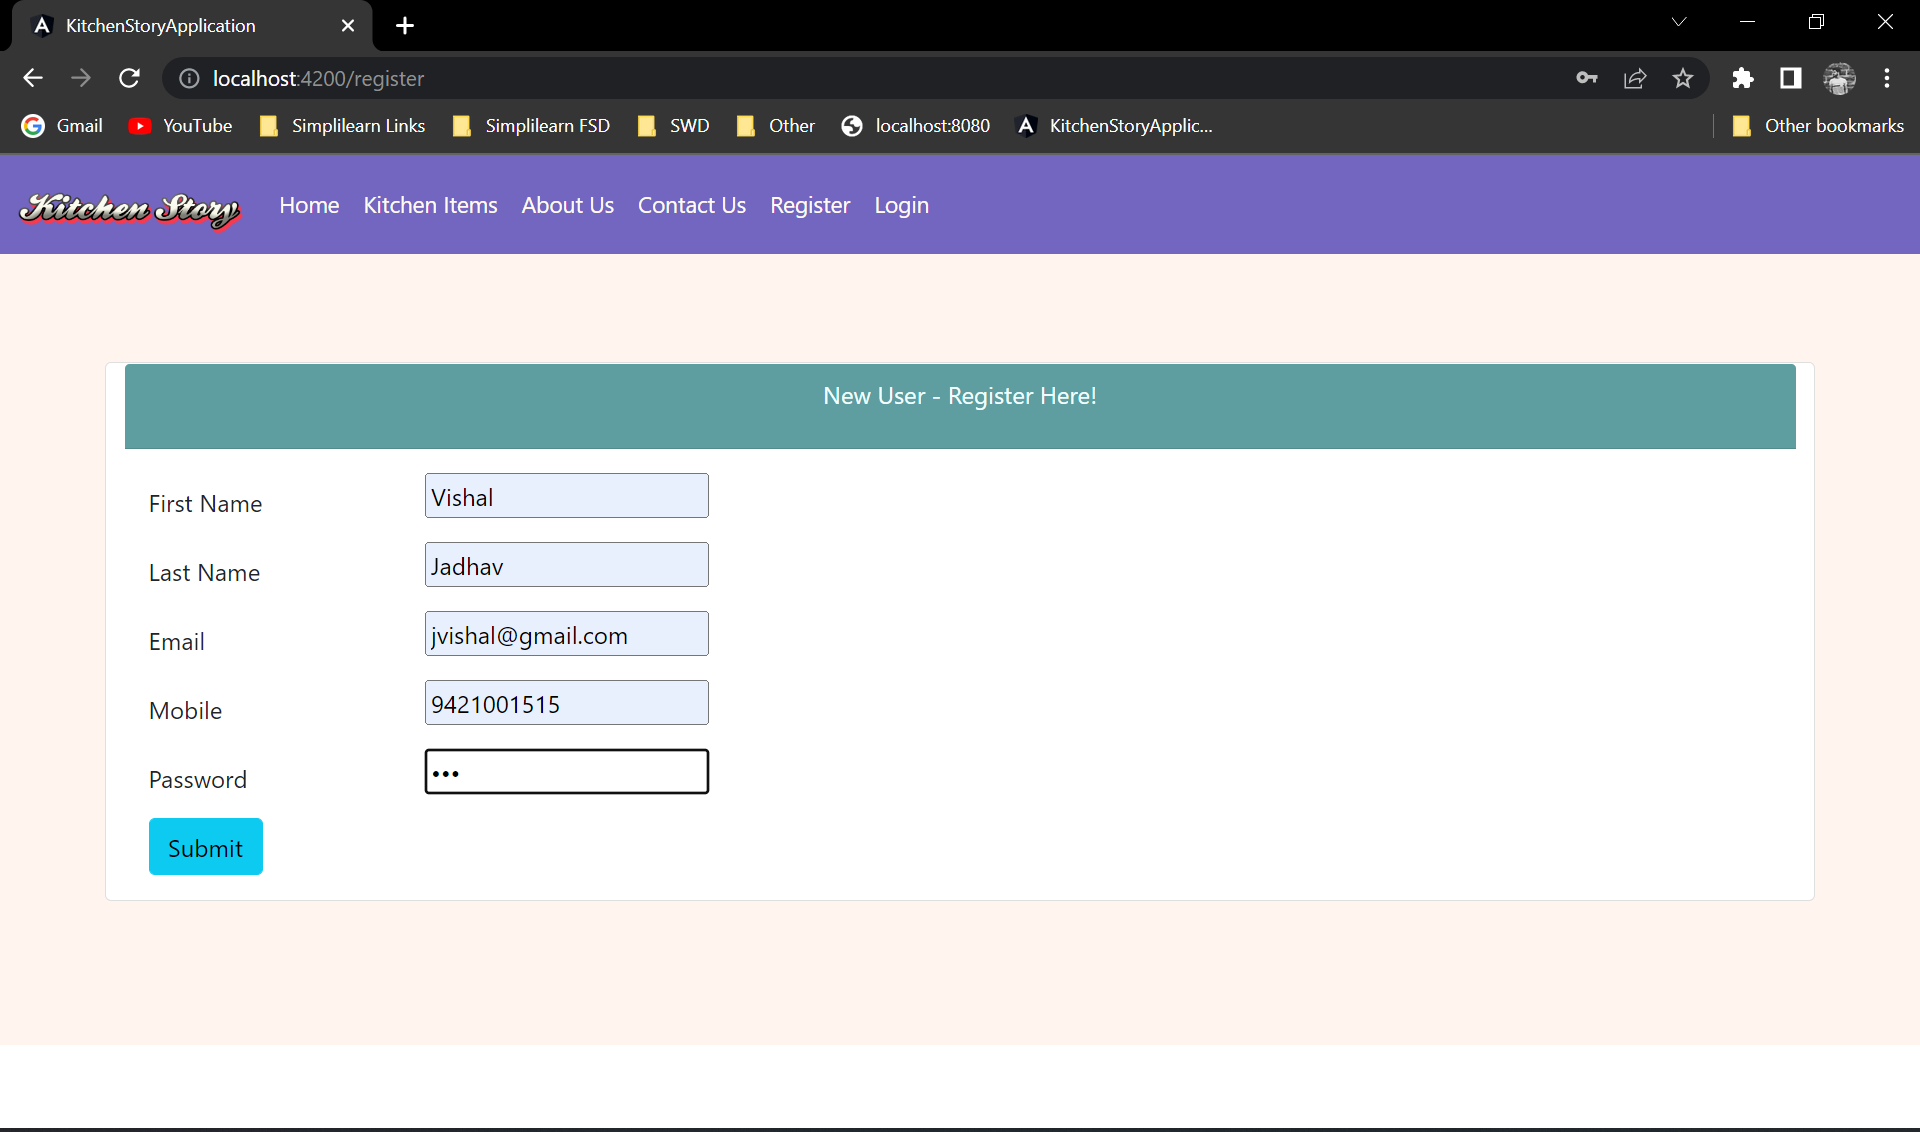 KitchenStoryApplication
localhost:4200/register
Gmail YouTube Simplilearn Links Simplilearn FSD SWD Other localhost:8080 KitchenStoryApplic... Other bookmarks
Kitchen Story Home Kitchen Items About Us Contact Us Register Login
New User - Register Here!
First Name Vishal
Last Name Jadhav
Email jvishal@gmail.com
Mobile 9421001515
Password •••
Submit